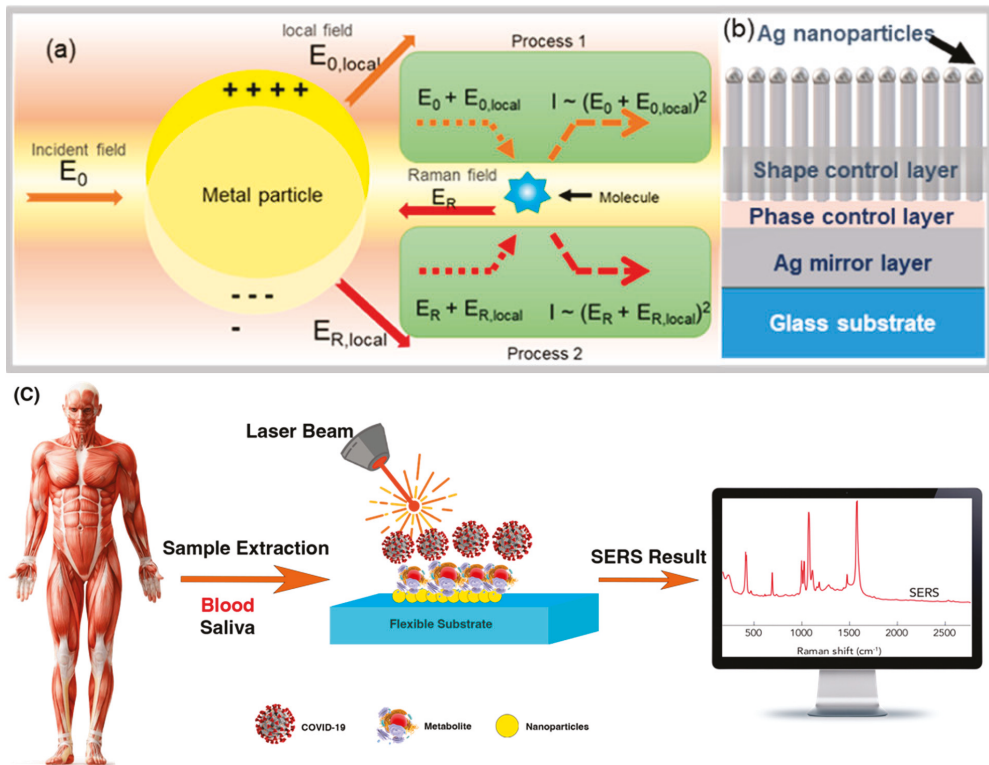 (a)
local field
E0,local
Process 1
+ + + +
E0 + E0,local
I ~ (E0 + E0,local)²
Incident field
E0
Metal particle
Raman field
ER
Molecule
- - -
-
ER,local
ER + ER,local
I ~ (ER + ER,local)²
Process 2
(b)
Ag nanoparticles
Shape control layer
Phase control layer
Ag mirror layer
Glass substrate
(C)
Laser Beam
Sample Extraction
Blood
Saliva
Flexible Substrate
SERS Result
SERS
500 1000 1500 2000 2500
Raman shift (cm⁻¹)
COVID-19
Metabolite
Nanoparticles